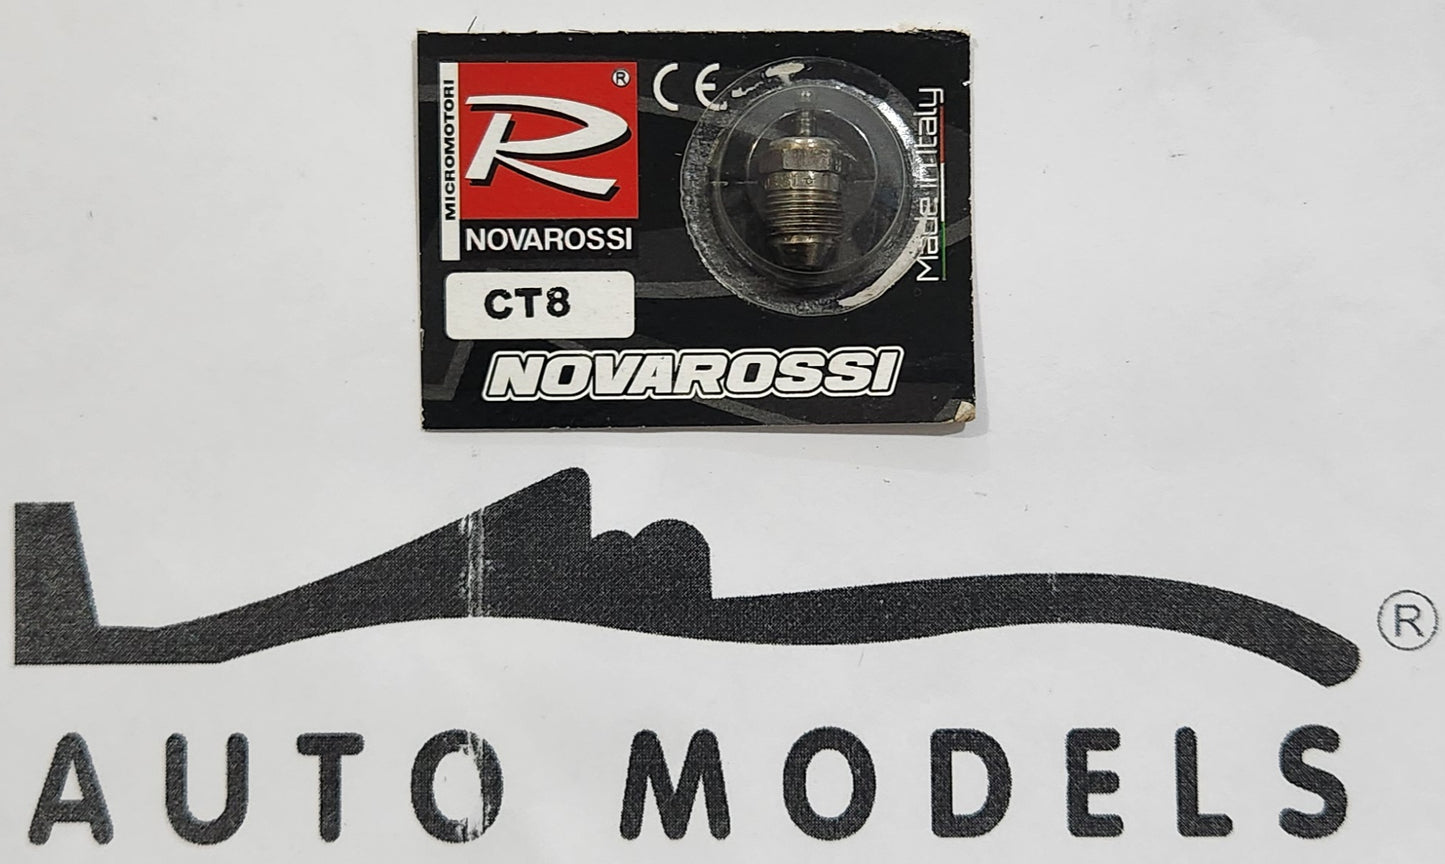 MICROMOTORI
R
®
NOVAROSSI
CE
Made in Italy
CT8
NOVAROSSI
®
AUTO MODELS